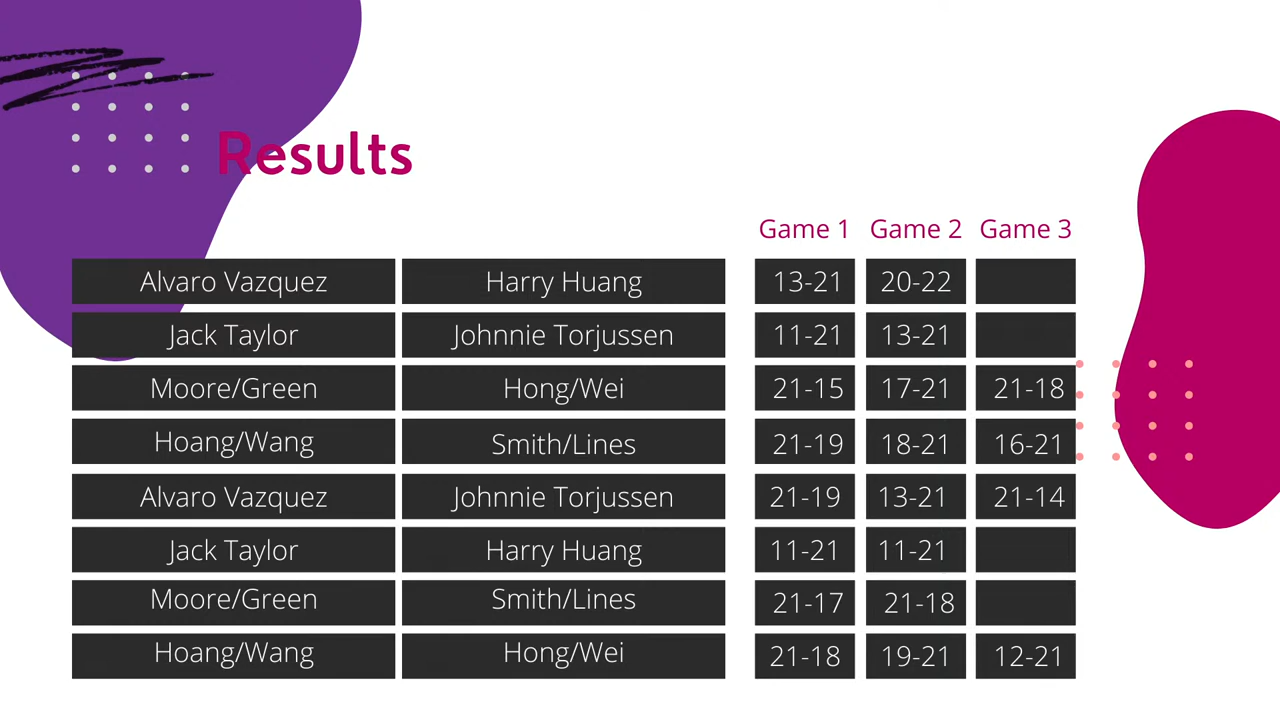 Results
Game 1 Game 2 Game 3
Alvaro Vazquez Harry Huang 13-21 20-22
Jack Taylor Johnnie Torjussen 11-21 13-21
Moore/Green Hong/Wei 21-15 17-21 21-18
Hoang/Wang Smith/Lines 21-19 18-21 16-21
Alvaro Vazquez Johnnie Torjussen 21-19 13-21 21-14
Jack Taylor Harry Huang 11-21 11-21
Moore/Green Smith/Lines 21-17 21-18
Hoang/Wang Hong/Wei 21-18 19-21 12-21